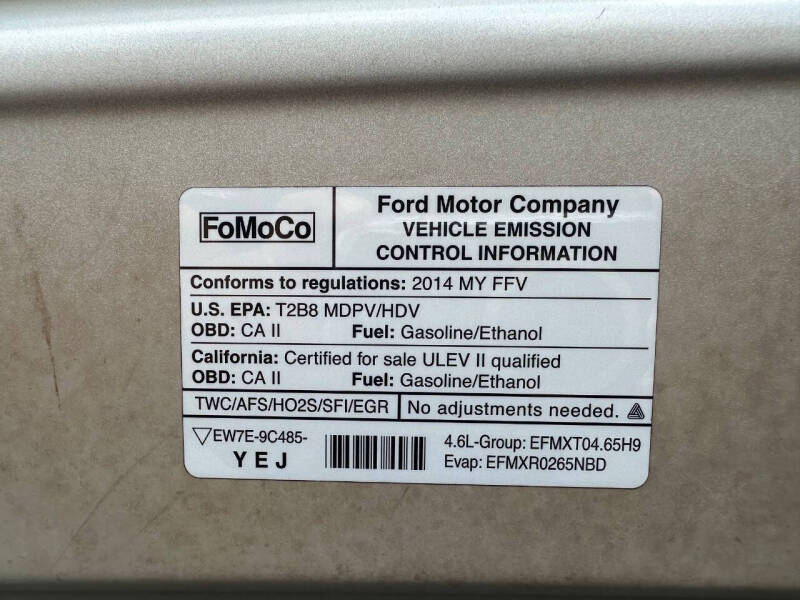 FoMoCo
Ford Motor Company
VEHICLE EMISSION
CONTROL INFORMATION
Conforms to regulations: 2014 MY FFV
U.S. EPA: T2B8 MDPV/HDV
OBD: CA II Fuel: Gasoline/Ethanol
California: Certified for sale ULEV II qualified
OBD: CA II Fuel: Gasoline/Ethanol
TWC/AFS/HO2S/SFI/EGR No adjustments needed.
EW7E-9C485-
YEJ
4.6L-Group: EFMXT04.65H9
Evap: EFMXR0265NBD